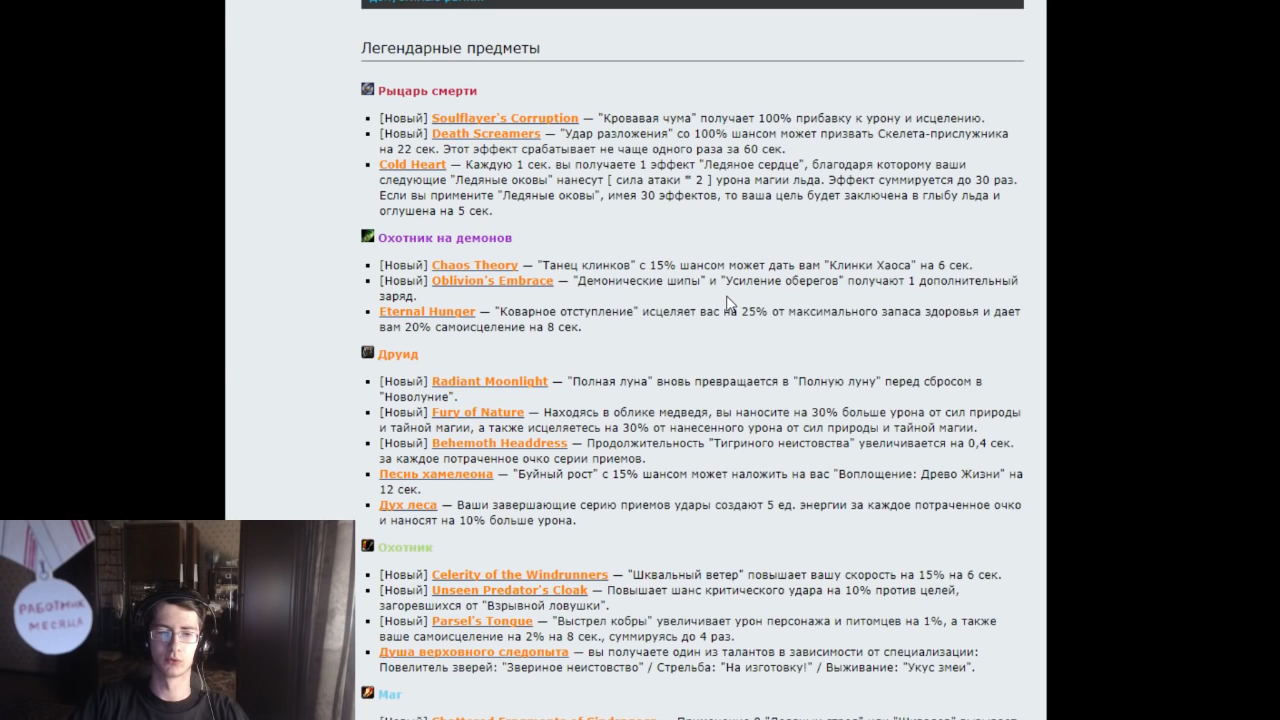 Легендарные предметы
Рыцарь смерти
[Новый] Soulflayer's Corruption — "Кровавая чума" получает 100% прибавку к урону и исцелению.
[Новый] Death Screamers — "Удар разложения" со 100% шансом может призвать Скелета-прислужника
на 22 сек. Этот эффект срабатывает не чаще одного раза за 60 сек.
Cold Heart — Каждую 1 сек. вы получаете 1 эффект "Ледяное сердце", благодаря которому ваши
следующие "Ледяные оковы" нанесут [ сила атаки * 2 ] урона магии льда. Эффект суммируется до 30 раз.
Если вы примените "Ледяные оковы", имея 30 эффектов, то ваша цель будет заключена в глыбу льда и
оглушена на 5 сек.
Охотник на демонов
[Новый] Chaos Theory — "Танец клинков" с 15% шансом может дать вам "Клинки Хаоса" на 6 сек.
[Новый] Oblivion's Embrace — "Демонические шипы" и "Усиление оберегов" получают 1 дополнительный
заряд.
Eternal Hunger — "Коварное отступление" исцеляет вас на 25% от максимального запаса здоровья и дает
вам 20% самоисцеление на 8 сек.
Друид
[Новый] Radiant Moonlight — "Полная луна" вновь превращается в "Полную луну" перед сбросом в
"Новолуние".
[Новый] Fury of Nature — Находясь в облике медведя, вы наносите на 30% больше урона от сил природы
и тайной магии, а также исцеляетесь на 30% от нанесенного урона от сил природы и тайной магии.
[Новый] Behemoth Headdress — Продолжительность "Тигриного неистовства" увеличивается на 0,4 сек.
за каждое потраченное очко серии приемов.
Песнь хамелеона — "Буйный рост" с 15% шансом может наложить на вас "Воплощение: Древо Жизни" на
12 сек.
Дух леса — Ваши завершающие серию приемов удары создают 5 ед. энергии за каждое потраченное очко
и наносят на 10% больше урона.
Охотник
[Новый] Celerity of the Windrunners — "Шквальный ветер" повышает вашу скорость на 15% на 6 сек.
[Новый] Unseen Predator's Cloak — Повышает шанс критического удара на 10% против целей,
загоревшихся от "Взрывной ловушки".
[Новый] Parsel's Tongue — "Выстрел кобры" увеличивает урон персонажа и питомцев на 1%, а также
ваше самоисцеление на 2% на 8 сек., суммируясь до 4 раз.
Душа верховного следопыта — вы получаете один из талантов в зависимости от специализации:
Повелитель зверей: "Звериное неистовство" / Стрельба: "На изготовку!" / Выживание: "Укус змеи".
Маг
РАБОТНИК
МЕСЯЦА